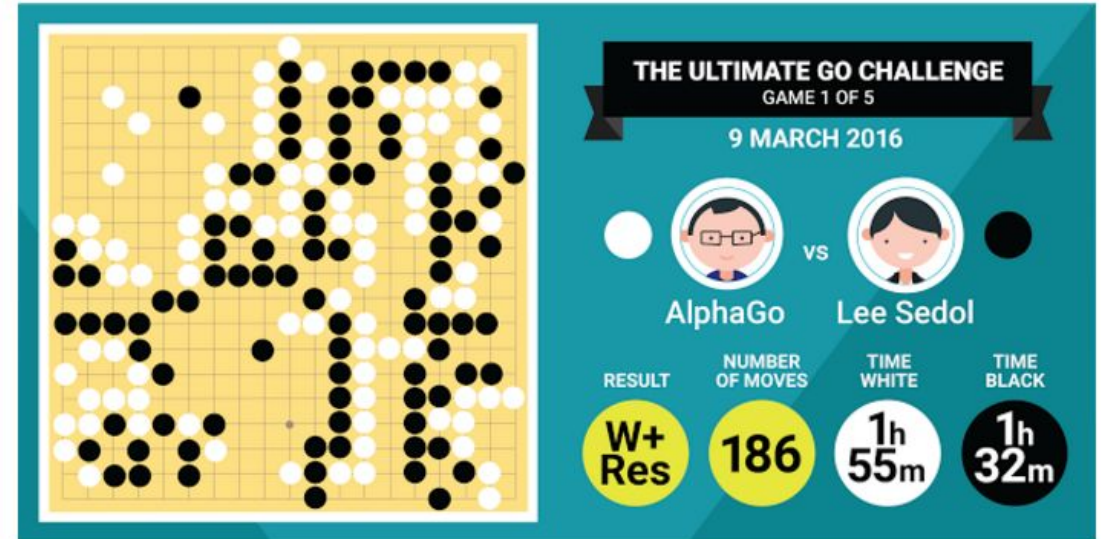 THE ULTIMATE GO CHALLENGE
GAME 1 OF 5
9 MARCH 2016
vs
AlphaGo
Lee Sedol
RESULT
NUMBER
OF MOVES
TIME
WHITE
TIME
BLACK
W+
Res
186
1h
55m
1h
32m